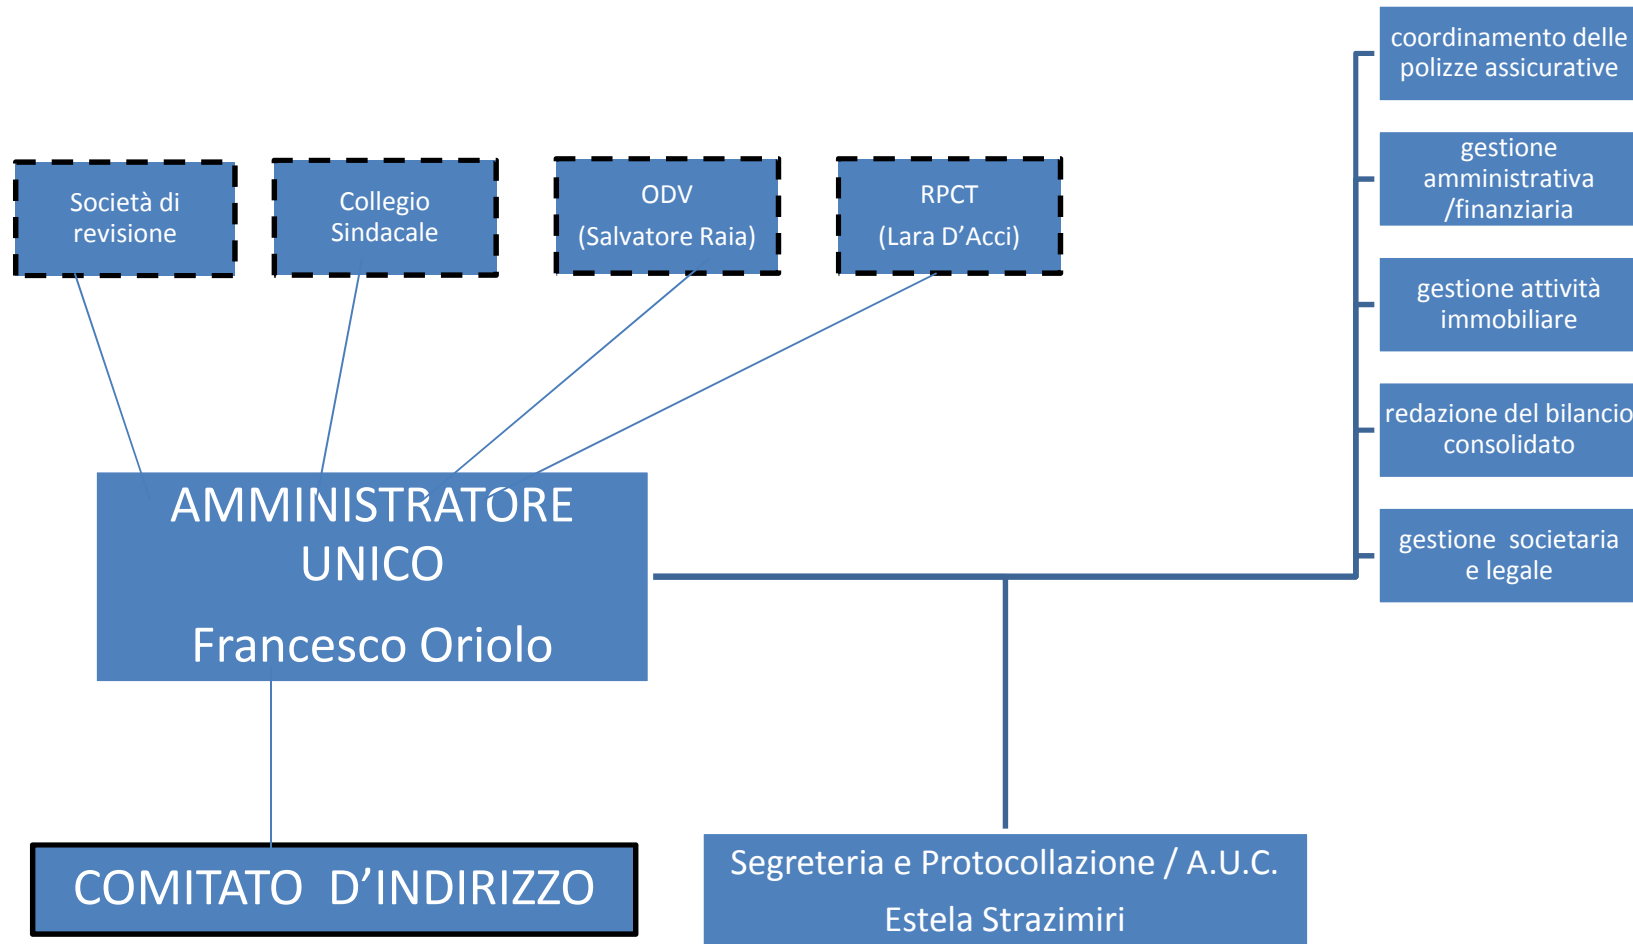 coordinamento delle
polizze assicurative
gestione
amministrativa
/finanziaria
gestione attività
immobiliare
redazione del bilancio
consolidato
gestione  societaria
e legale
Società di
revisione
Collegio
Sindacale
ODV
(Salvatore Raia)
RPCT
(Lara D’Acci)
AMMINISTRATORE
UNICO
Francesco Oriolo
COMITATO  D’INDIRIZZO
Segreteria e Protocollazione / A.U.C.
Estela Strazimiri